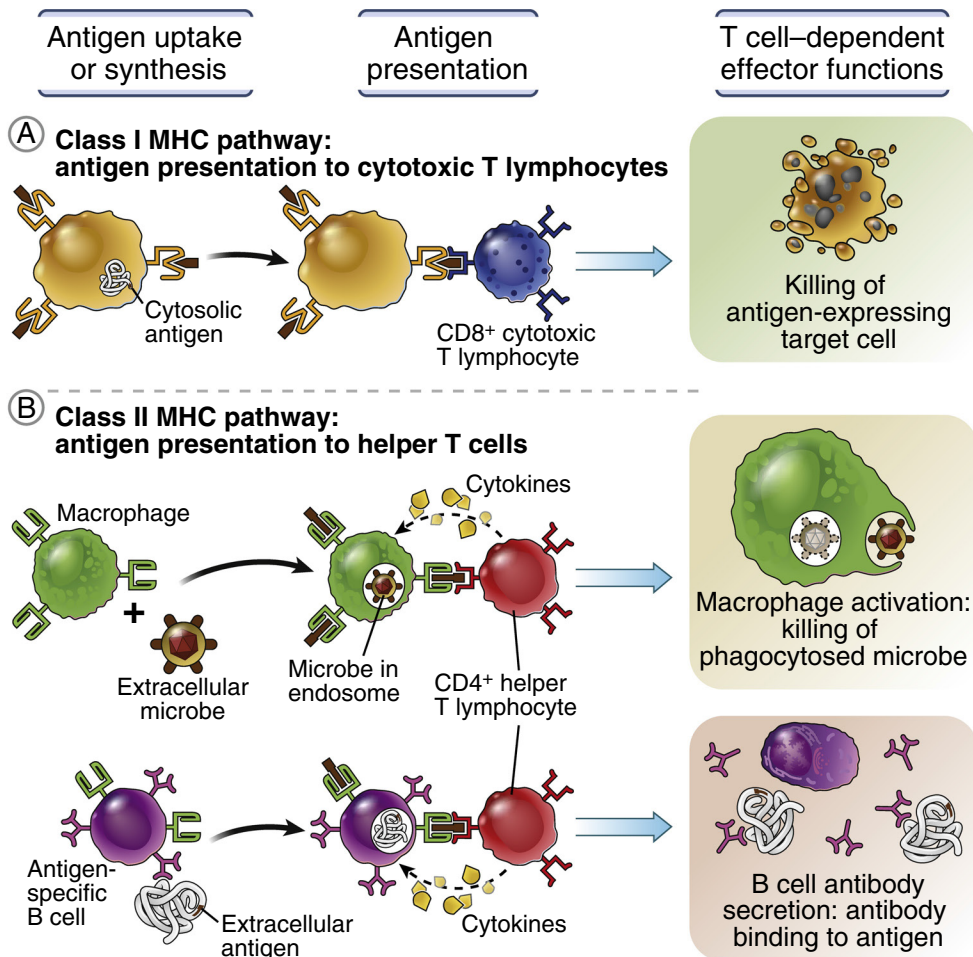 Antigen uptake
or synthesis
Antigen
presentation
T cell–dependent
effector functions
A
Class I MHC pathway:
antigen presentation to cytotoxic T lymphocytes
Cytosolic
antigen
CD8+ cytotoxic
T lymphocyte
Killing of
antigen-expressing
target cell
B
Class II MHC pathway:
antigen presentation to helper T cells
Macrophage
+
Extracellular
microbe
Cytokines
Microbe in
endosome
CD4+ helper
T lymphocyte
Macrophage activation:
killing of
phagocytosed microbe
Antigen-
specific
B cell
Extracellular
antigen
Cytokines
B cell antibody
secretion: antibody
binding to antigen